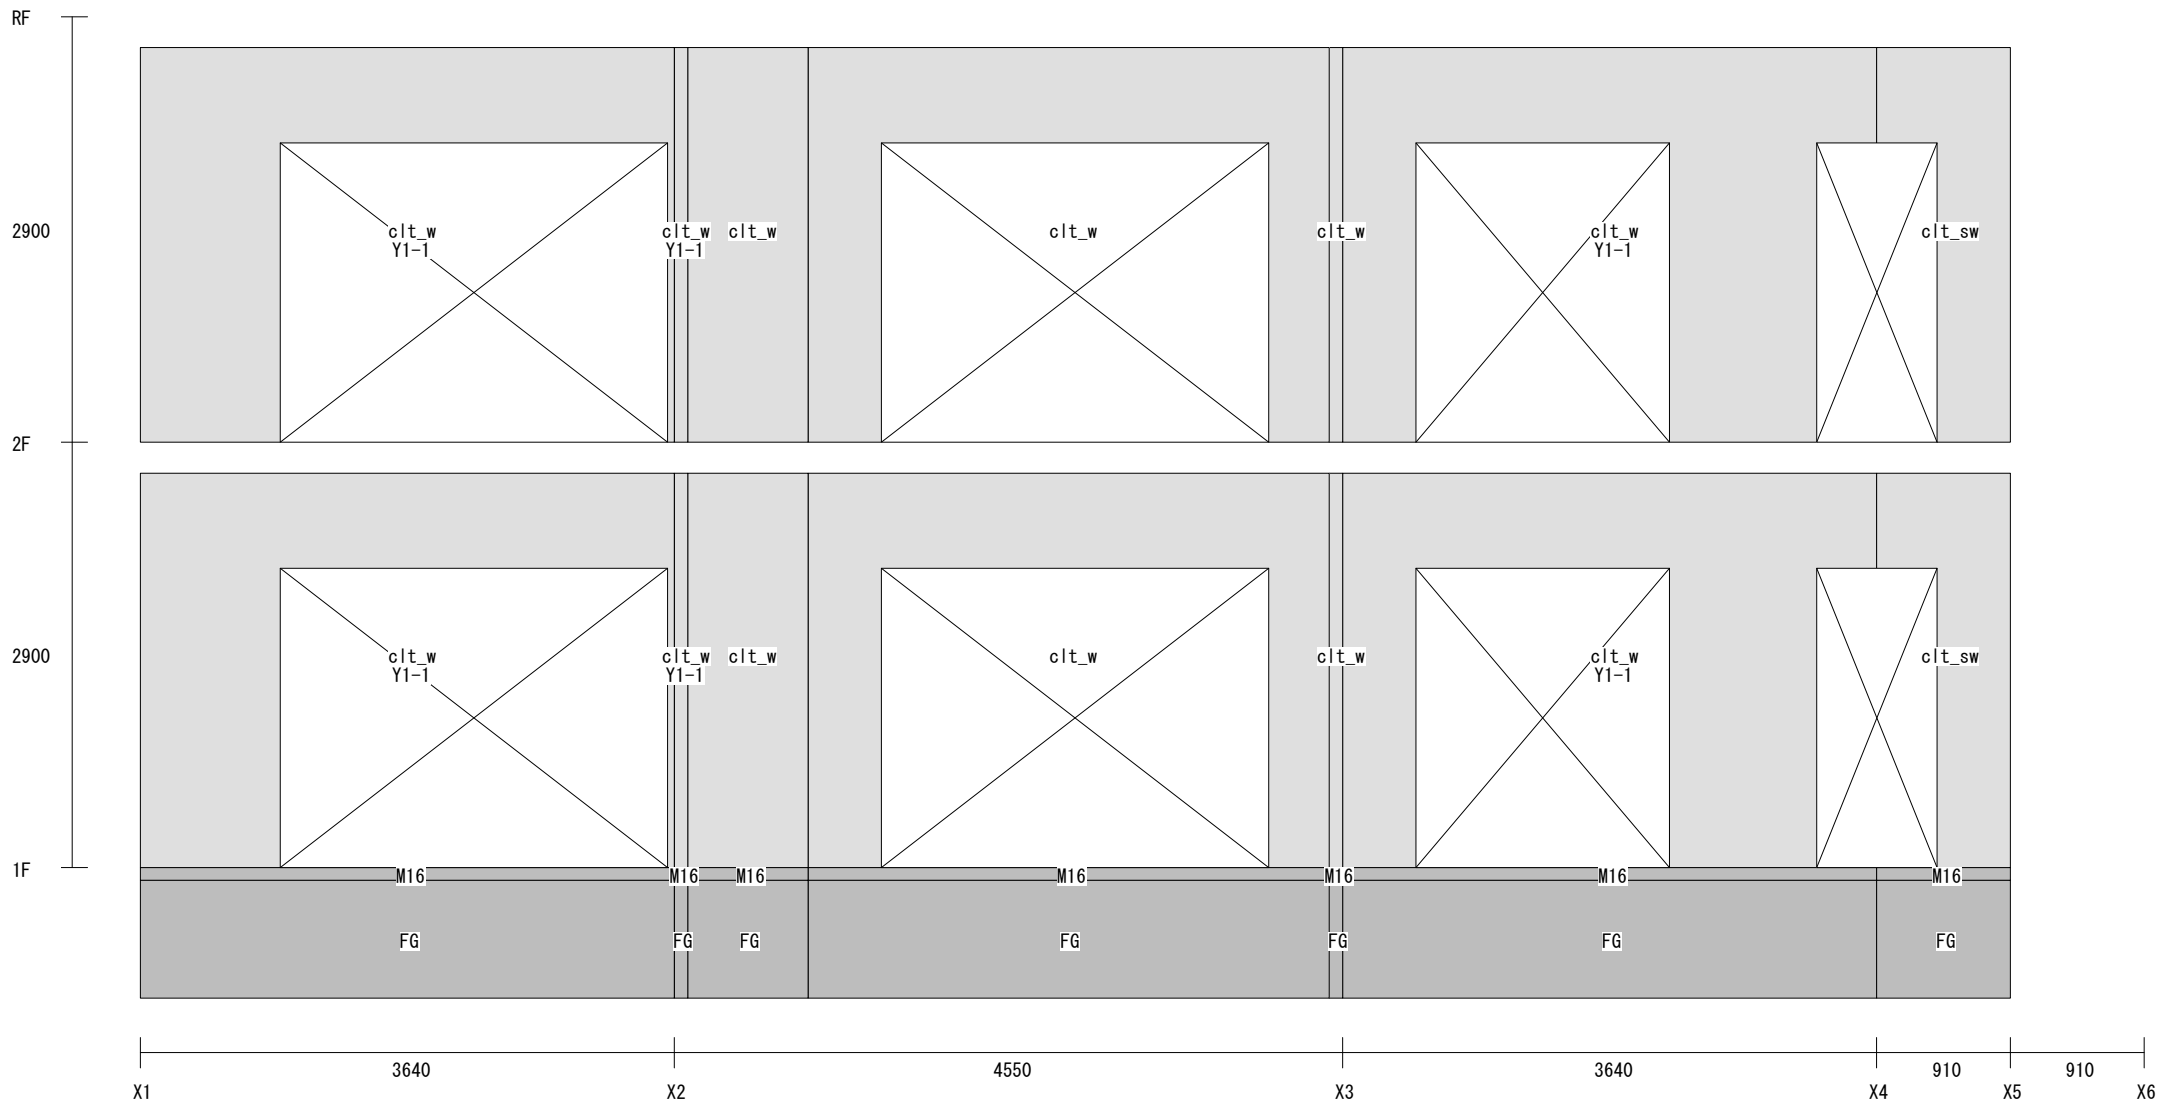 RF
2900
clt_w
Y1-1
clt_w
Y1-1
clt_w
clt_w
clt_w
clt_w
Y1-1
clt_sw
2F
2900
clt_w
Y1-1
clt_w
Y1-1
clt_w
clt_w
clt_w
clt_w
Y1-1
clt_sw
1F
M16
M16
M16
M16
M16
M16
M16
FG
FG
FG
FG
FG
FG
FG
3640
4550
3640
910
910
X1
X2
X3
X4
X5
X6